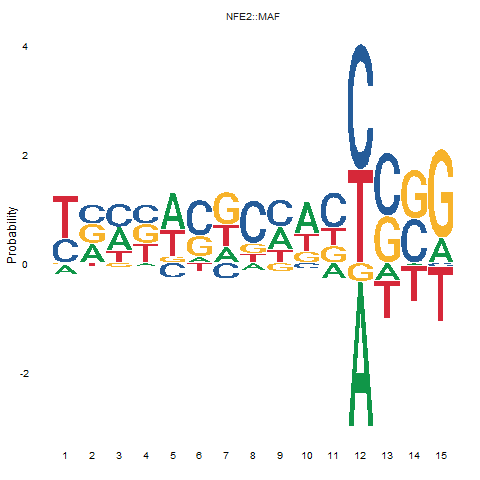 NFE2::MAF
4
2
0
-2
Probability
T C A
C G A T
C A T G
C G T A
A T G C
C G A T
G T A C
C G T A
C A T G
A T G C
C T G A
C T G A
C G A T
G C A T
G A C T
1 2 3 4 5 6 7 8 9 10 11 12 13 14 15